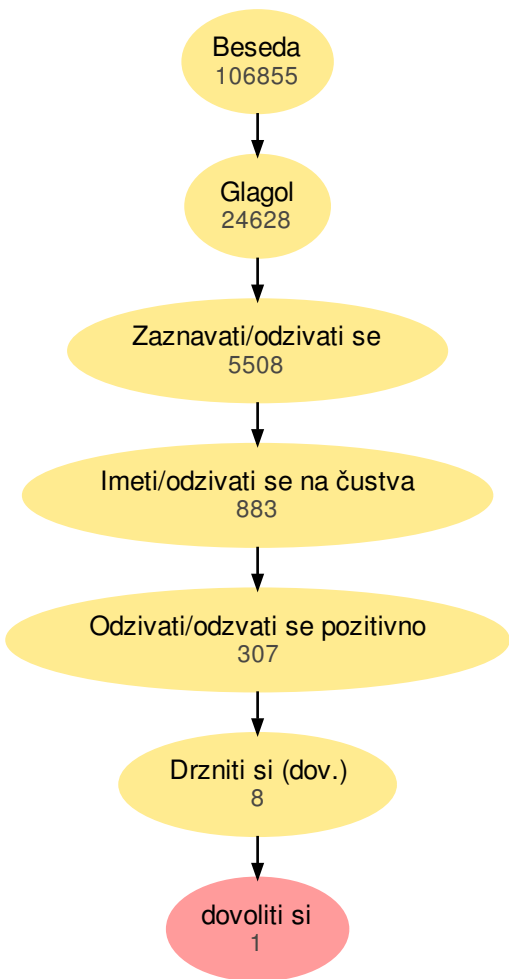 Beseda
106855
Glagol
24628
Zaznavati/odzivati se
5508
Imeti/odzivati se na čustva
883
Odzivati/odzvati se pozitivno
307
Drzniti si (dov.)
8
dovoliti si
1